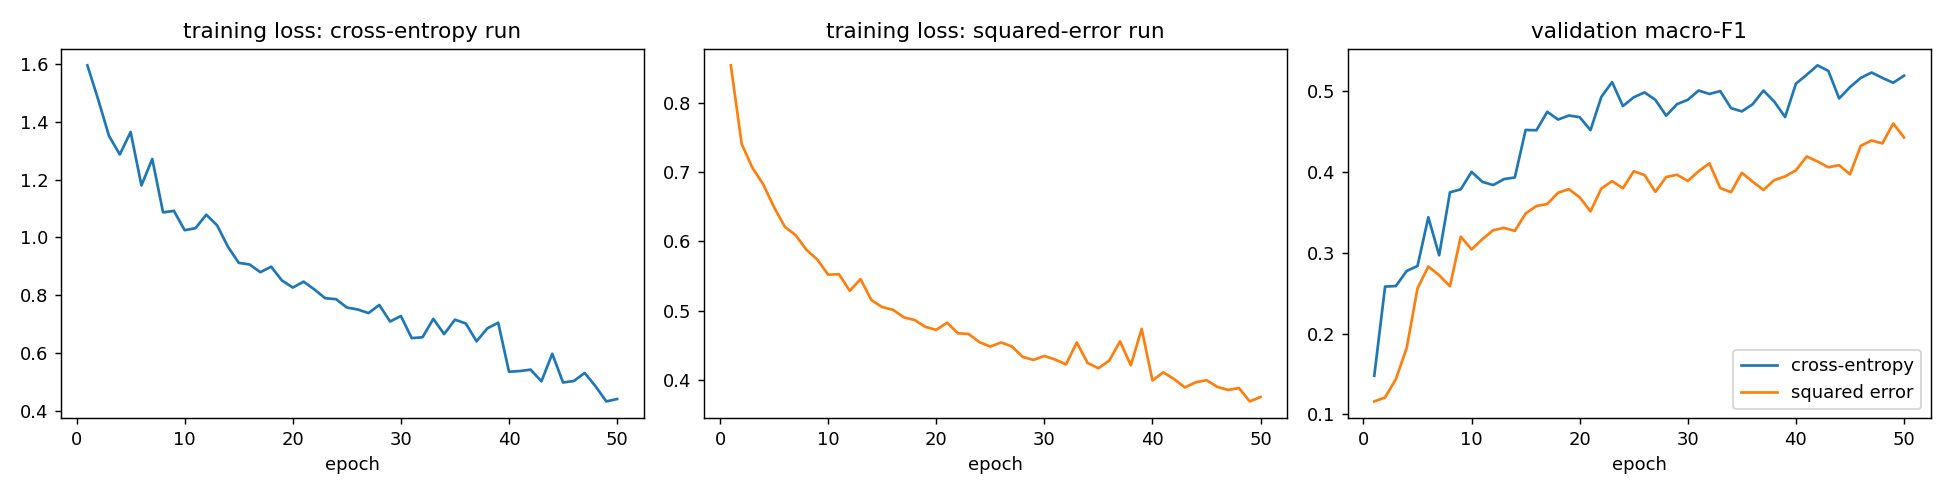 training loss: cross-entropy run
1.6
1.4
1.2
1.0
0.8
0.6
0.4
0 10 20 30 40 50
epoch
training loss: squared-error run
0.8
0.7
0.6
0.5
0.4
0 10 20 30 40 50
epoch
validation macro-F1
0.5
0.4
0.3
0.2
0.1
cross-entropy
squared error
0 10 20 30 40 50
epoch